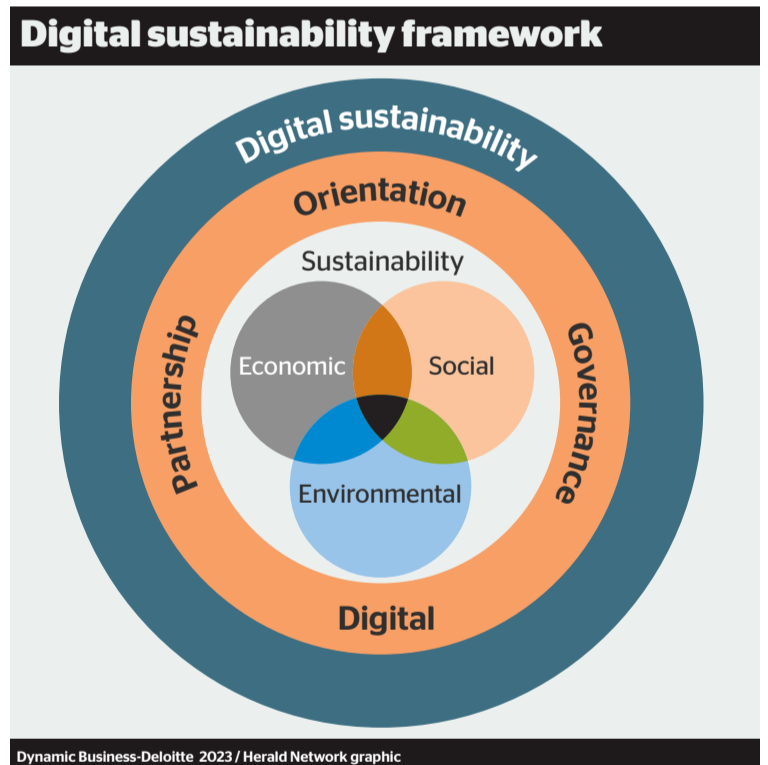 Digital sustainability framework
Digital sustainability
Orientation
Sustainability
Partnership
Economic
Social
Governance
Environmental
Digital
Dynamic Business-Deloitte 2023 / Herald Network graphic